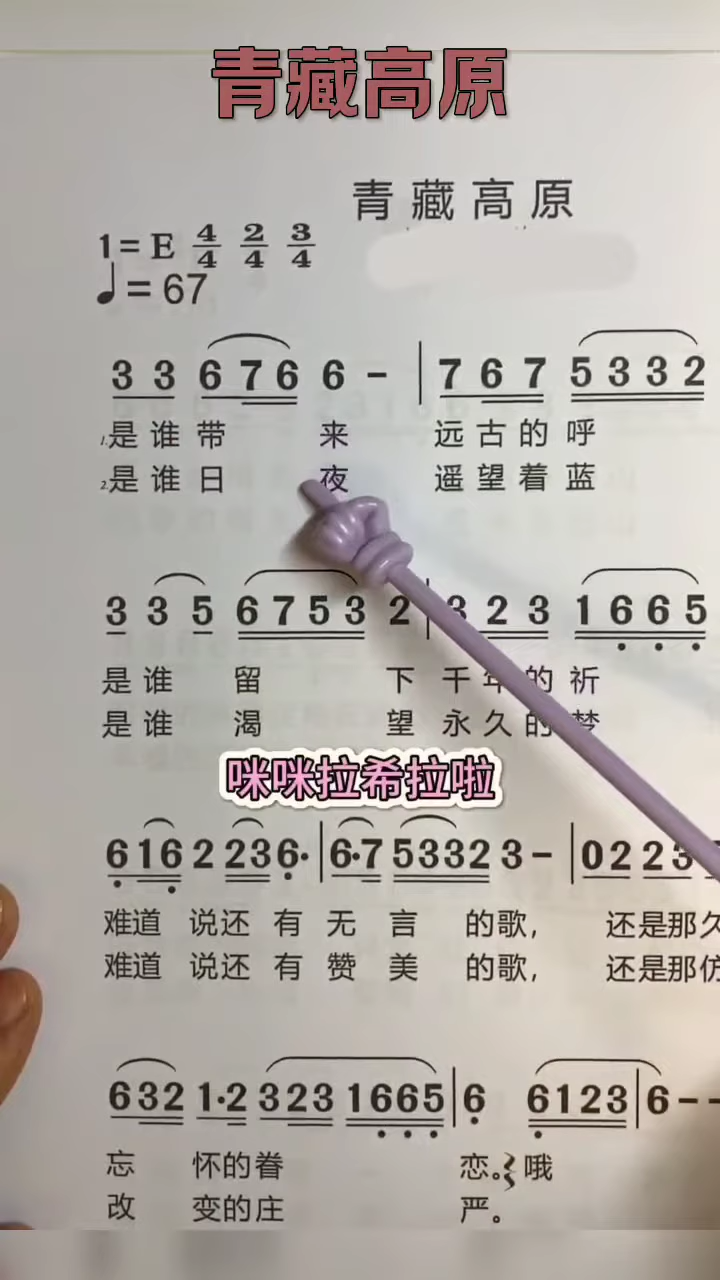 青藏高原
青藏高原
1=E 4/4 2/4 3/4
♩=67
3 3 6 7 6 6 - | 7 6 7 5 3 3 2
1.是谁带 来 远古的呼
2.是谁日 夜 遥望着蓝
3 3 5 6 7 5 3 2 | 3 2 3 1 6 6 5
是谁 留 下 千年的祈
是谁 渴 望 永久的梦
咪咪拉希拉啦
6 1 6 2 2 3 6· | 6·7 5 3 3 2 3 - | 0 2 2 3
难道 说还 有 无 言 的歌， 还是那久
难道 说还 有 赞 美 的歌， 还是那仿
6 3 2 1·2 3 2 3 1 6 6 5 | 6 6 1 2 3 | 6 - -
忘 怀的眷 恋。哦
改 变的庄 严。